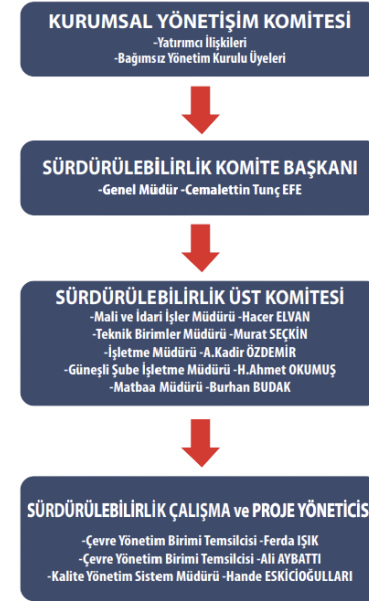 KURUMSAL YÖNETİŞİM KOMİTESİ
-Yatırımcı İlişkileri
-Bağımsız Yönetim Kurulu Üyeleri
SÜRDÜRÜLEBİLİRLİK KOMİTE BAŞKANI
-Genel Müdür -Cemalettin Tunç EFE
SÜRDÜRÜLEBİLİRLİK ÜST KOMİTESİ
-Mali ve İdari İşler Müdürü -Hacer ELVAN
-Teknik Birimler Müdürü -Murat SEÇKİN
-İşletme Müdürü -A.Kadir ÖZDEMİR
-Güneşli Şube İşletme Müdürü -H.Ahmet OKUMUŞ
-Matbaa Müdürü -Burhan BUDAK
SÜRDÜRÜLEBİLİRLİK ÇALIŞMA ve PROJE YÖNETİCİS
-Çevre Yönetim Birimi Temsilcisi -Ferda IŞIK
-Çevre Yönetim Birimi Temsilcisi -Ali AYBATTI
-Kalite Yönetim Sistem Müdürü -Hande ESKİCİOĞULLARI